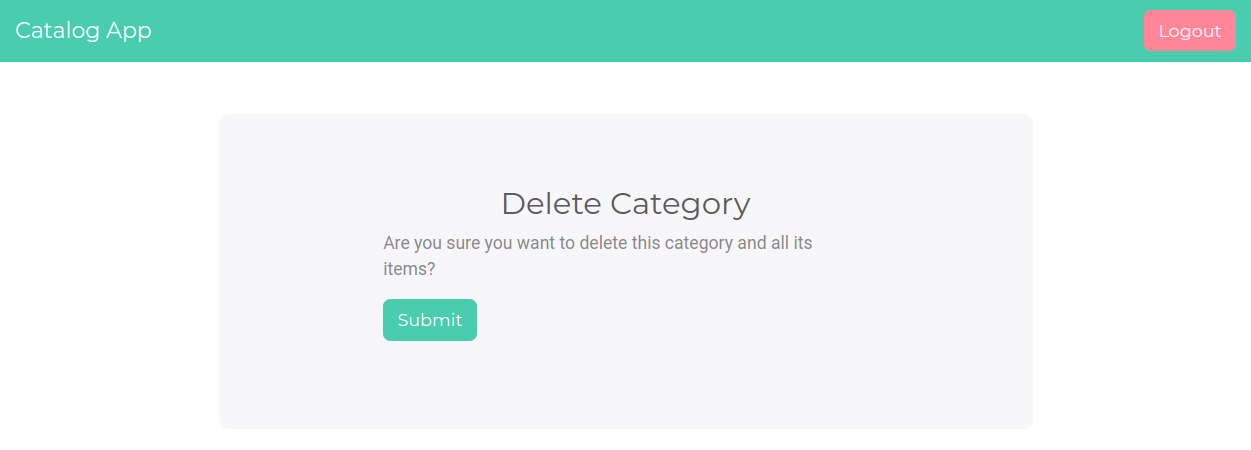 Catalog App
Logout
Delete Category
Are you sure you want to delete this category and all its
items?
Submit